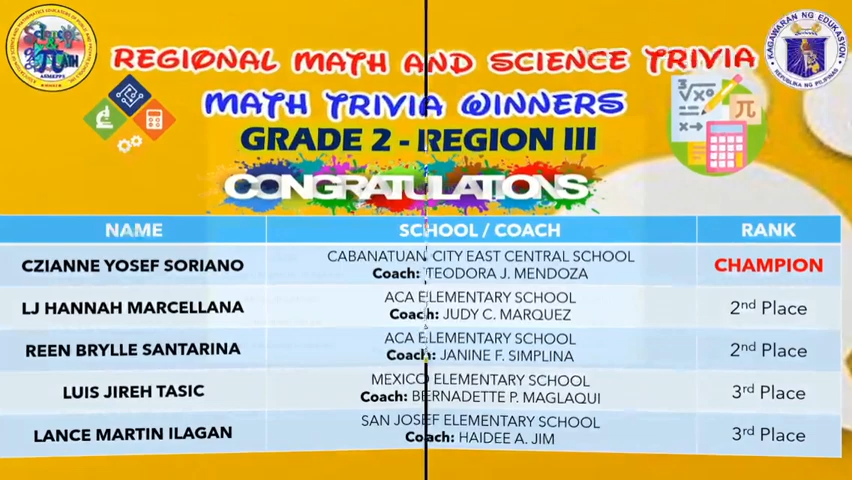 REGIONAL MATH AND SCIENCE TRIVIA
MATH TRIVIA WINNERS
GRADE 2 - REGION III
CONGRATULATIONS
NAME SCHOOL / COACH RANK
CZIANNE YOSEF SORIANO CABANATUAN CITY EAST CENTRAL SCHOOL CHAMPION
Coach: TEODORA J. MENDOZA
LJ HANNAH MARCELLANA ACA ELEMENTARY SCHOOL 2nd Place
Coach: JUDY C. MARQUEZ
REEN BRYLLE SANTARINA ACA ELEMENTARY SCHOOL 2nd Place
Coach: JANINE F. SIMPLINA
LUIS JIREH TASIC MEXICO ELEMENTARY SCHOOL 3rd Place
Coach: BERNADETTE P. MAGLAQUI
LANCE MARTIN ILAGAN SAN JOSEF ELEMENTARY SCHOOL 3rd Place
Coach: HAIDEE A. JIM
KAGAWARAN NG EDUKASYON
REPUBLIKA NG PILIPINAS